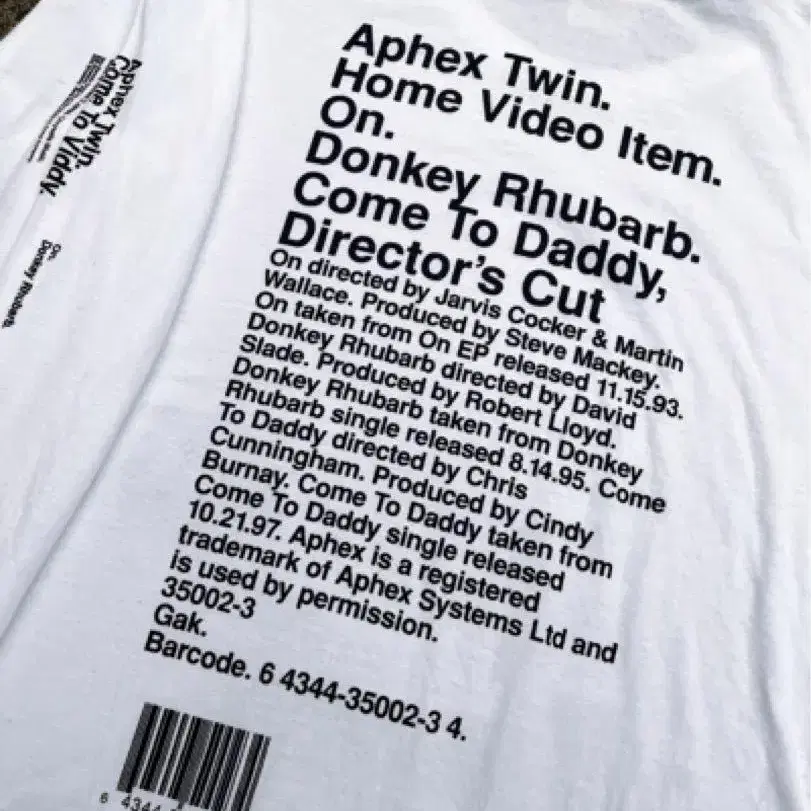 Aphex Twin.
Home Video Item.
On.
Donkey Rhubarb.
Come To Daddy,
Director's Cut
On directed by Jarvis Cocker & Martin
Wallace. Produced by Steve Mackey.
On taken from On EP released 11.15.93.
Donkey Rhubarb directed by David
Slade. Produced by Robert Lloyd.
Donkey Rhubarb taken from Donkey
Rhubarb single released 8.14.95. Come
To Daddy directed by Chris
Cunningham. Produced by Cindy
Burnay. Come To Daddy taken from
Come To Daddy single released
10.21.97. Aphex is a registered
trademark of Aphex Systems Ltd and
is used by permission.
35002-3
Gak.
Barcode. 6 4344-35002-3 4.
6 4344
Aphex Twin.
Come To Viddy.
On.
Donkey Rhubarb.